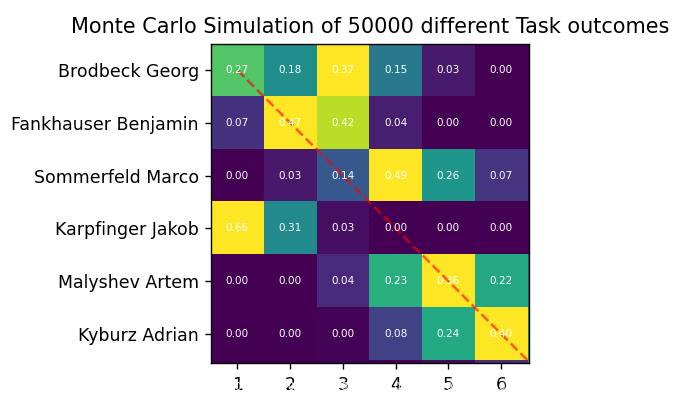 Monte Carlo Simulation of 50000 different Task outcomes
Brodbeck Georg 0.27 0.18 0.37 0.15 0.03 0.00
Fankhauser Benjamin 0.07 0.47 0.42 0.04 0.00 0.00
Sommerfeld Marco 0.00 0.03 0.14 0.49 0.26 0.07
Karpfinger Jakob 0.66 0.31 0.03 0.00 0.00 0.00
Malyshev Artem 0.00 0.00 0.04 0.23 0.36 0.22
Kyburz Adrian 0.00 0.00 0.00 0.08 0.24 0.40
1 2 3 4 5 6